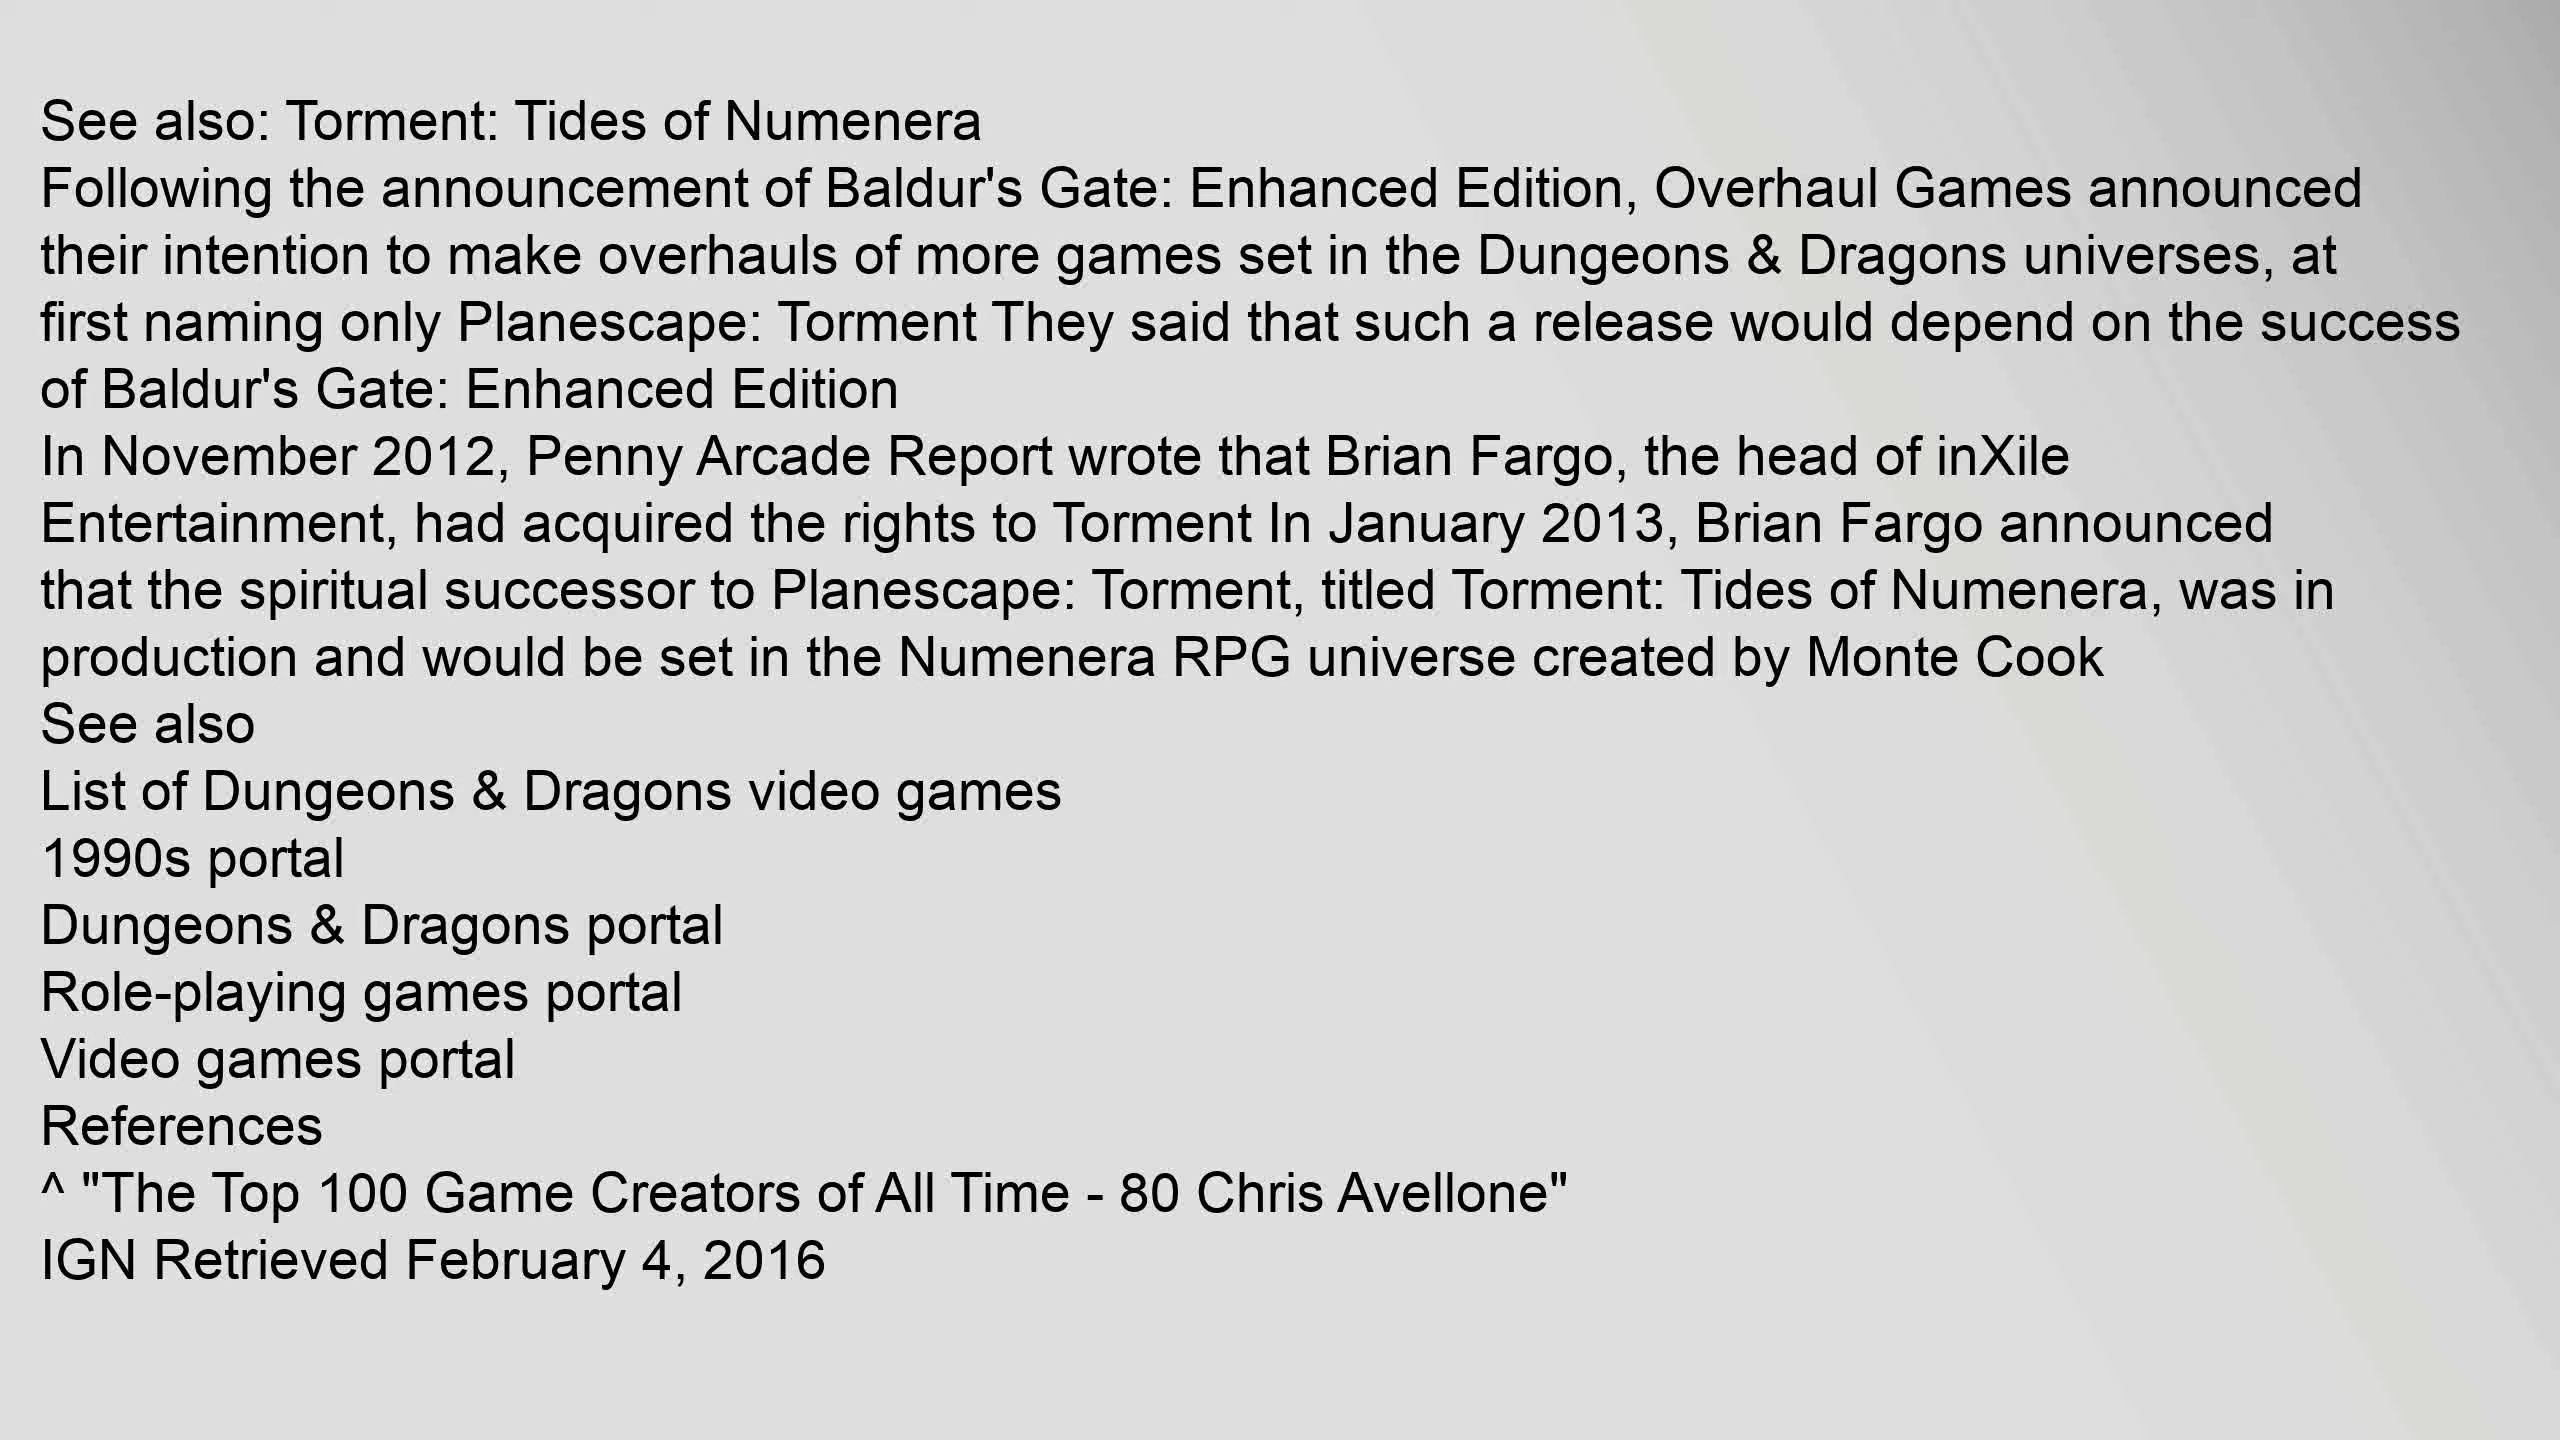 See also: Torment: Tides of Numenera
Following the announcement of Baldur's Gate: Enhanced Edition, Overhaul Games announced
their intention to make overhauls of more games set in the Dungeons & Dragons universes, at
first naming only Planescape: Torment They said that such a release would depend on the success
of Baldur's Gate: Enhanced Edition
In November 2012, Penny Arcade Report wrote that Brian Fargo, the head of inXile
Entertainment, had acquired the rights to Torment In January 2013, Brian Fargo announced
that the spiritual successor to Planescape: Torment, titled Torment: Tides of Numenera, was in
production and would be set in the Numenera RPG universe created by Monte Cook
See also
List of Dungeons & Dragons video games
1990s portal
Dungeons & Dragons portal
Role-playing games portal
Video games portal
References
^ "The Top 100 Game Creators of All Time - 80 Chris Avellone"
IGN Retrieved February 4, 2016